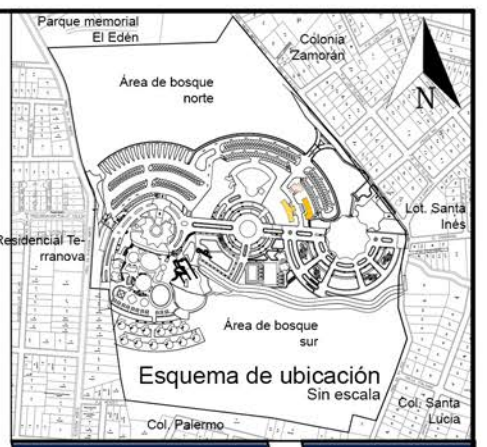 Parque memorial
El Edén
Colonia
Zamorán
Área de bosque
norte
N
Lot. Santa
Inés
Residencial Te-
rranova
Área de bosque
sur
Esquema de ubicación
Sin escala
Col. Santa
Lucia
Col. Palermo